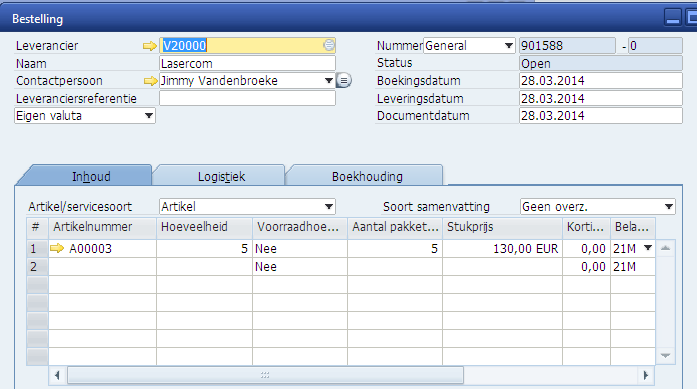 Bestelling
Leverancier V20000 Nummer General 901588 - 0
Naam Lasercom Status Open
Contactpersoon Jimmy Vandenbroeke Boekingsdatum 28.03.2014
Leveranciersreferentie Leveringsdatum 28.03.2014
Eigen valuta Documentdatum 28.03.2014
Inhoud Logistiek Boekhouding
Artikel/servicesoort Artikel Soort samenvatting Geen overz.
# Artikelnummer Hoeveelheid Voorraadhoe... Aantal pakket... Stukprijs Korti... Bela...
1 A00003 5 Nee 5 130,00 EUR 0,00 21M
2 Nee 0,00 21M